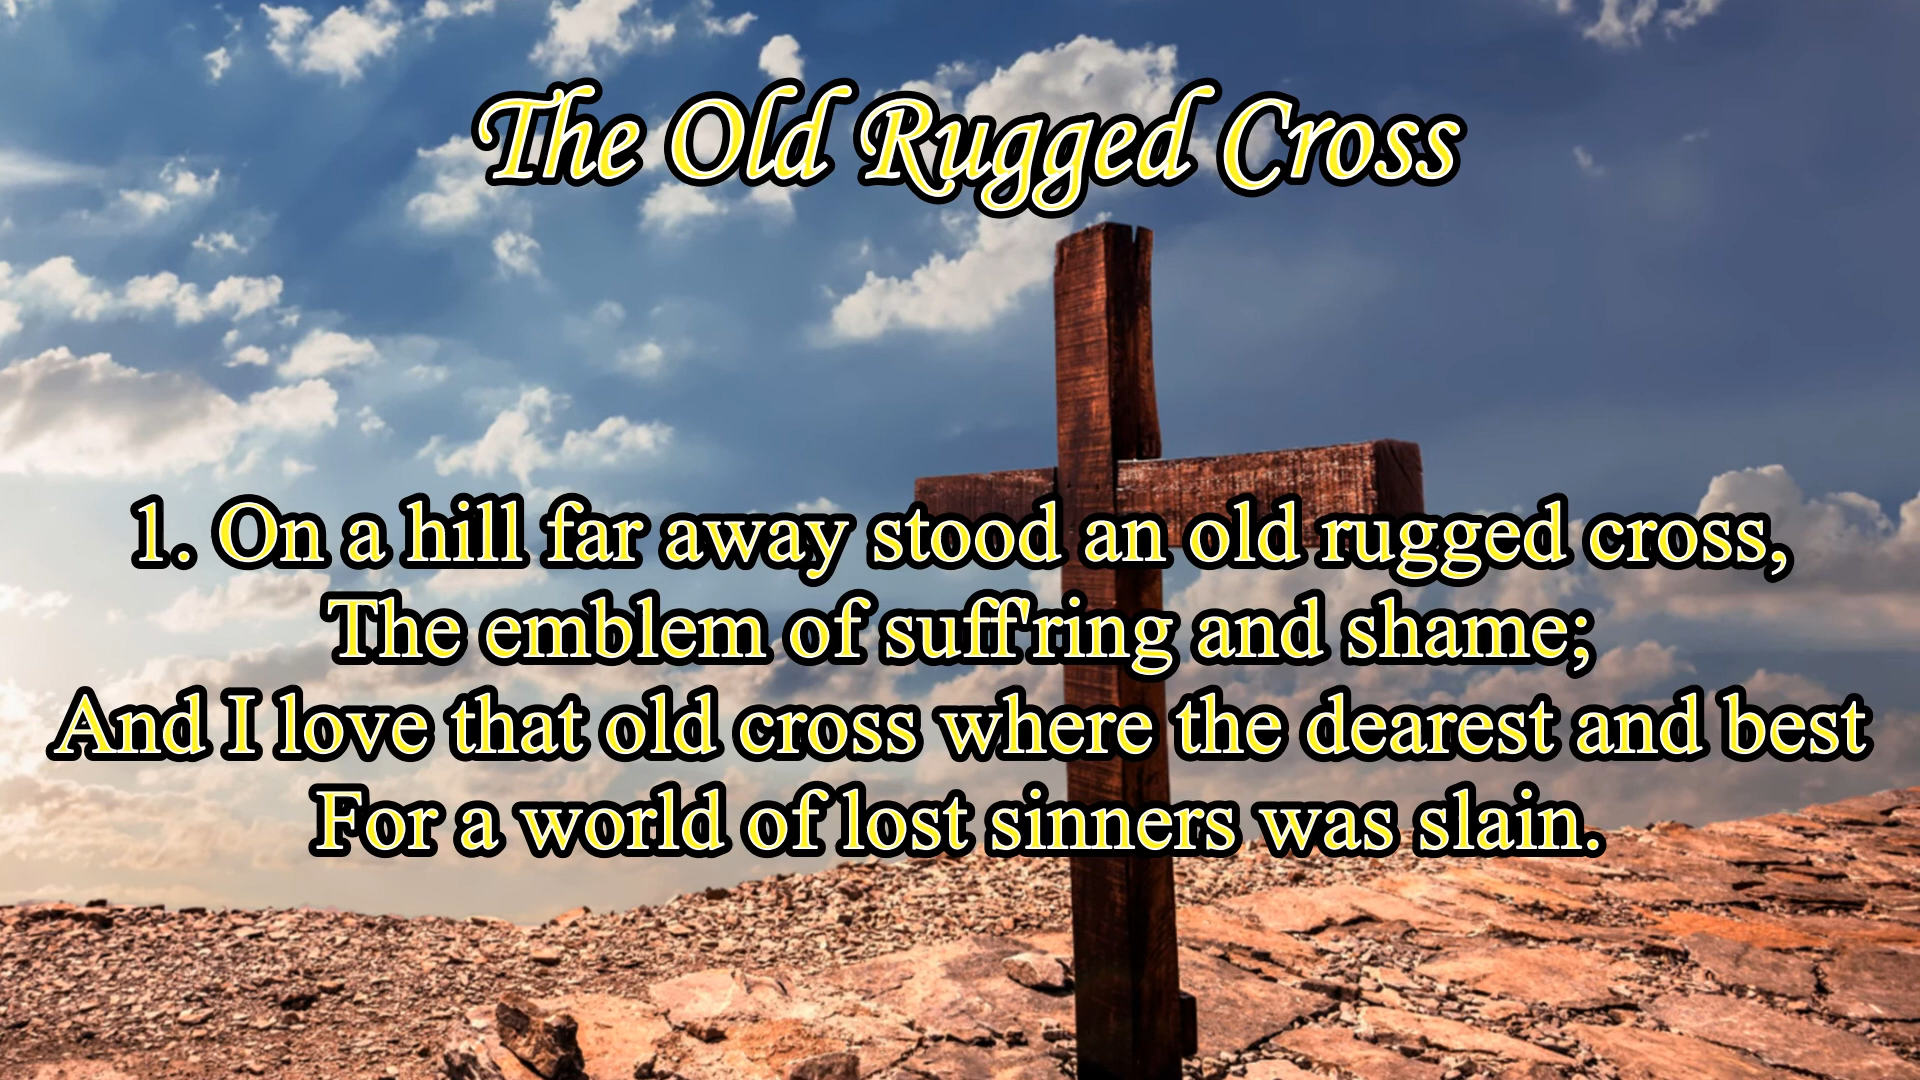 The Old Rugged Cross
1. On a hill far away stood an old rugged cross,
The emblem of suff'ring and shame;
And I love that old cross where the dearest and best
For a world of lost sinners was slain.